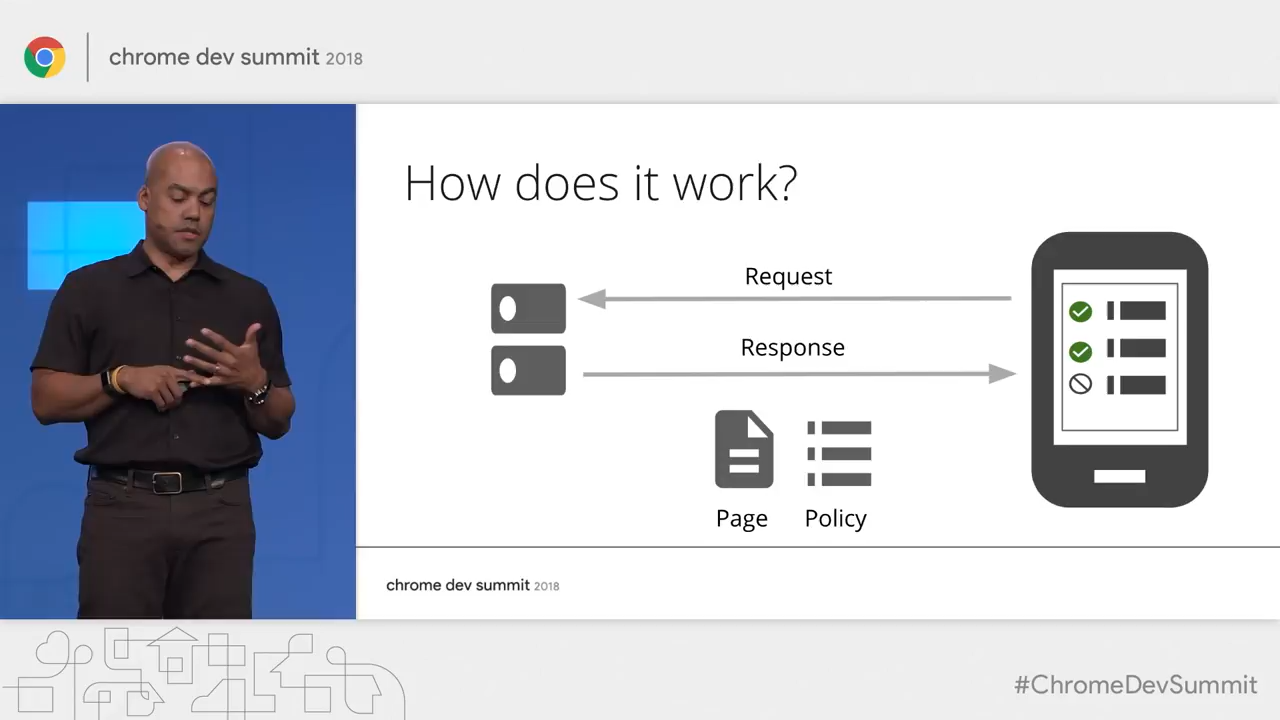 chrome dev summit 2018
How does it work?
Request
Response
Page
Policy
chrome dev summit 2018
#ChromeDevSummit